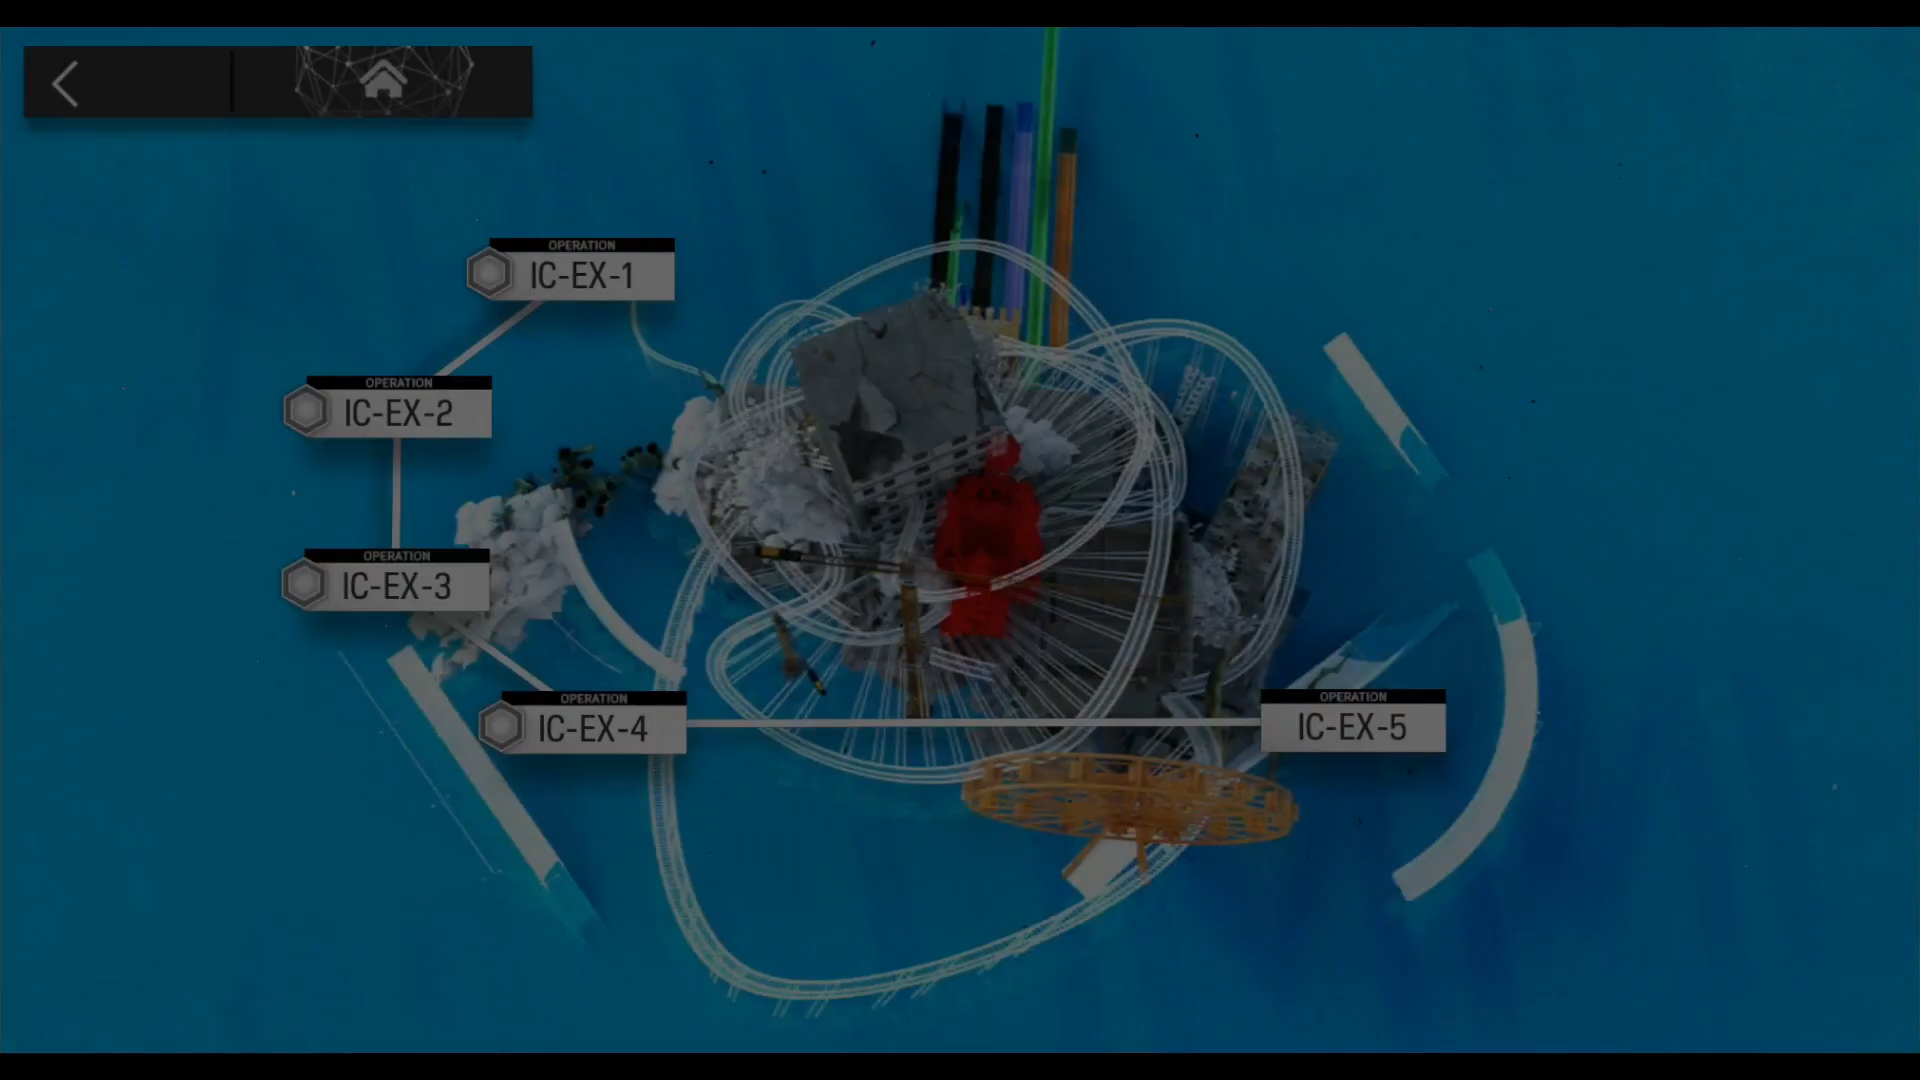 OPERATION
IC-EX-1
OPERATION
IC-EX-2
OPERATION
IC-EX-3
OPERATION
IC-EX-4
OPERATION
IC-EX-5